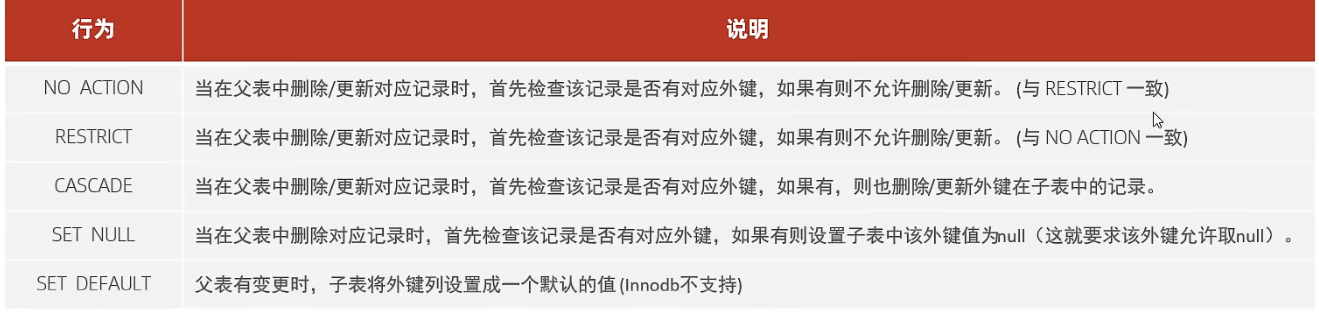 行为 说明
NO ACTION 当在父表中删除/更新对应记录时，首先检查该记录是否有对应外键，如果有则不允许删除/更新。 (与 RESTRICT 一致)
RESTRICT 当在父表中删除/更新对应记录时，首先检查该记录是否有对应外键，如果有则不允许删除/更新。 (与 NO ACTION 一致)
CASCADE 当在父表中删除/更新对应记录时，首先检查该记录是否有对应外键，如果有，则也删除/更新外键在子表中的记录。
SET NULL 当在父表中删除对应记录时，首先检查该记录是否有对应外键，如果有则设置子表中该外键值为null（这就要求该外键允许取null）。
SET DEFAULT 父表有变更时，子表将外键列设置成一个默认的值 (Innodb不支持)